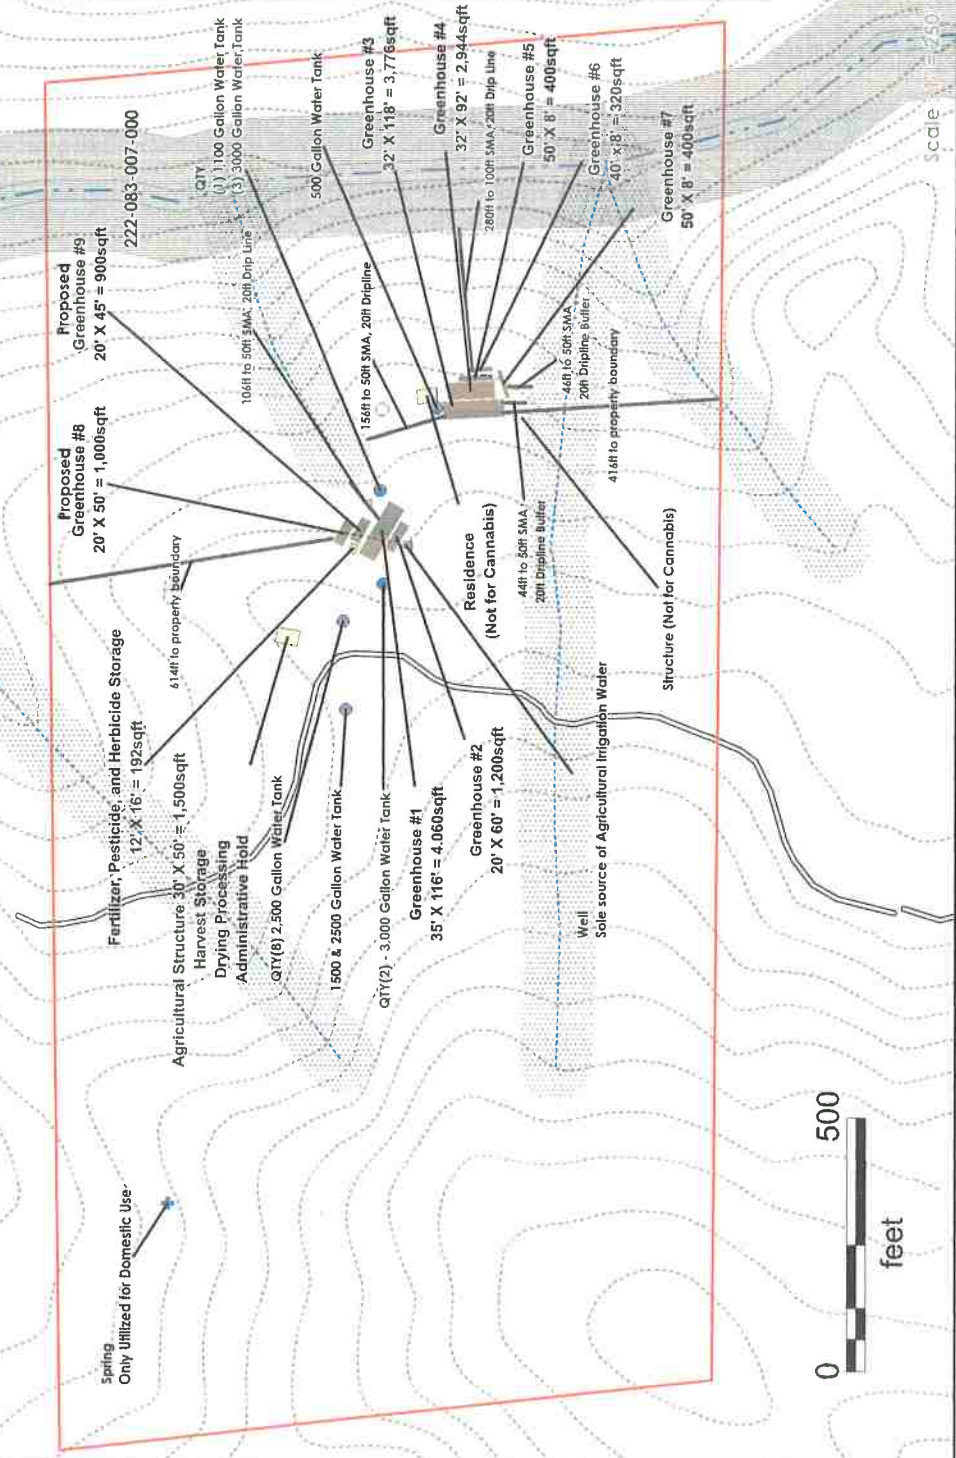 Spring
Only Utilized for Domestic Use
Fertilizer, Pesticide, and Herbicide Storage
12' X 16' = 192sqft
Agricultural Structure 30' X 50' = 1,500sqft
Harvest Storage
Drying Processing
Administrative Hold
QTY(8) 2,500 Gallon Water Tank
1500 & 2500 Gallon Water Tank
QTY(2) - 3,000 Gallon Water Tank
Greenhouse #1
35' X 116' = 4.060sqft
Greenhouse #2
20' X 60' = 1,200sqft
Well
Sole source of Agricultural Irrigation Water
614ft to property boundary
Proposed
Greenhouse #8
20' X 50' = 1,000sqft
Proposed
Greenhouse #9
20' X 45' = 900sqft
222-083-007-000
106ft to 50ft SMA, 20ft Drip Line
156ft to 50ft SMA, 20ft Dripline
Residence
(Not for Cannabis)
44ft to 50ft SMA
20ft Dripline Buffer
Structure (Not for Cannabis)
46ft to 50ft SMA
20ft Dripline Buffer
416ft to property boundary
QTY
(1) 1100 Gallon Water Tank
(3) 3000 Gallon Water Tank
500 Gallon Water Tank
Greenhouse #3
32' X 118' = 3,776sqft
Greenhouse #4
32' X 92' = 2,944sqft
280ft to 100ft SMA, 20ft Drip Line
Greenhouse #5
50' X 8' = 400sqft
Greenhouse #6
40' x 8' = 320sqft
Greenhouse #7
50' X 8' = 400sqft
0
500
feet
Scale